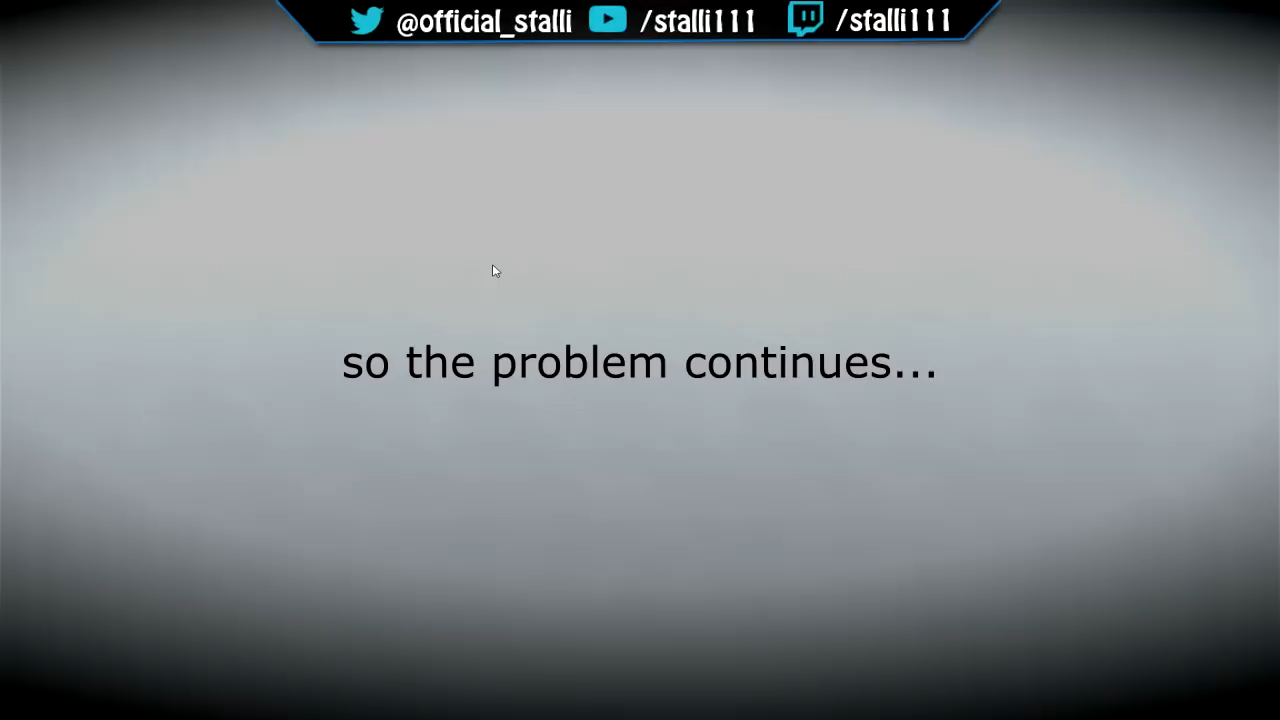 @official_stalli /stalli111 /stalli111
so the problem continues...